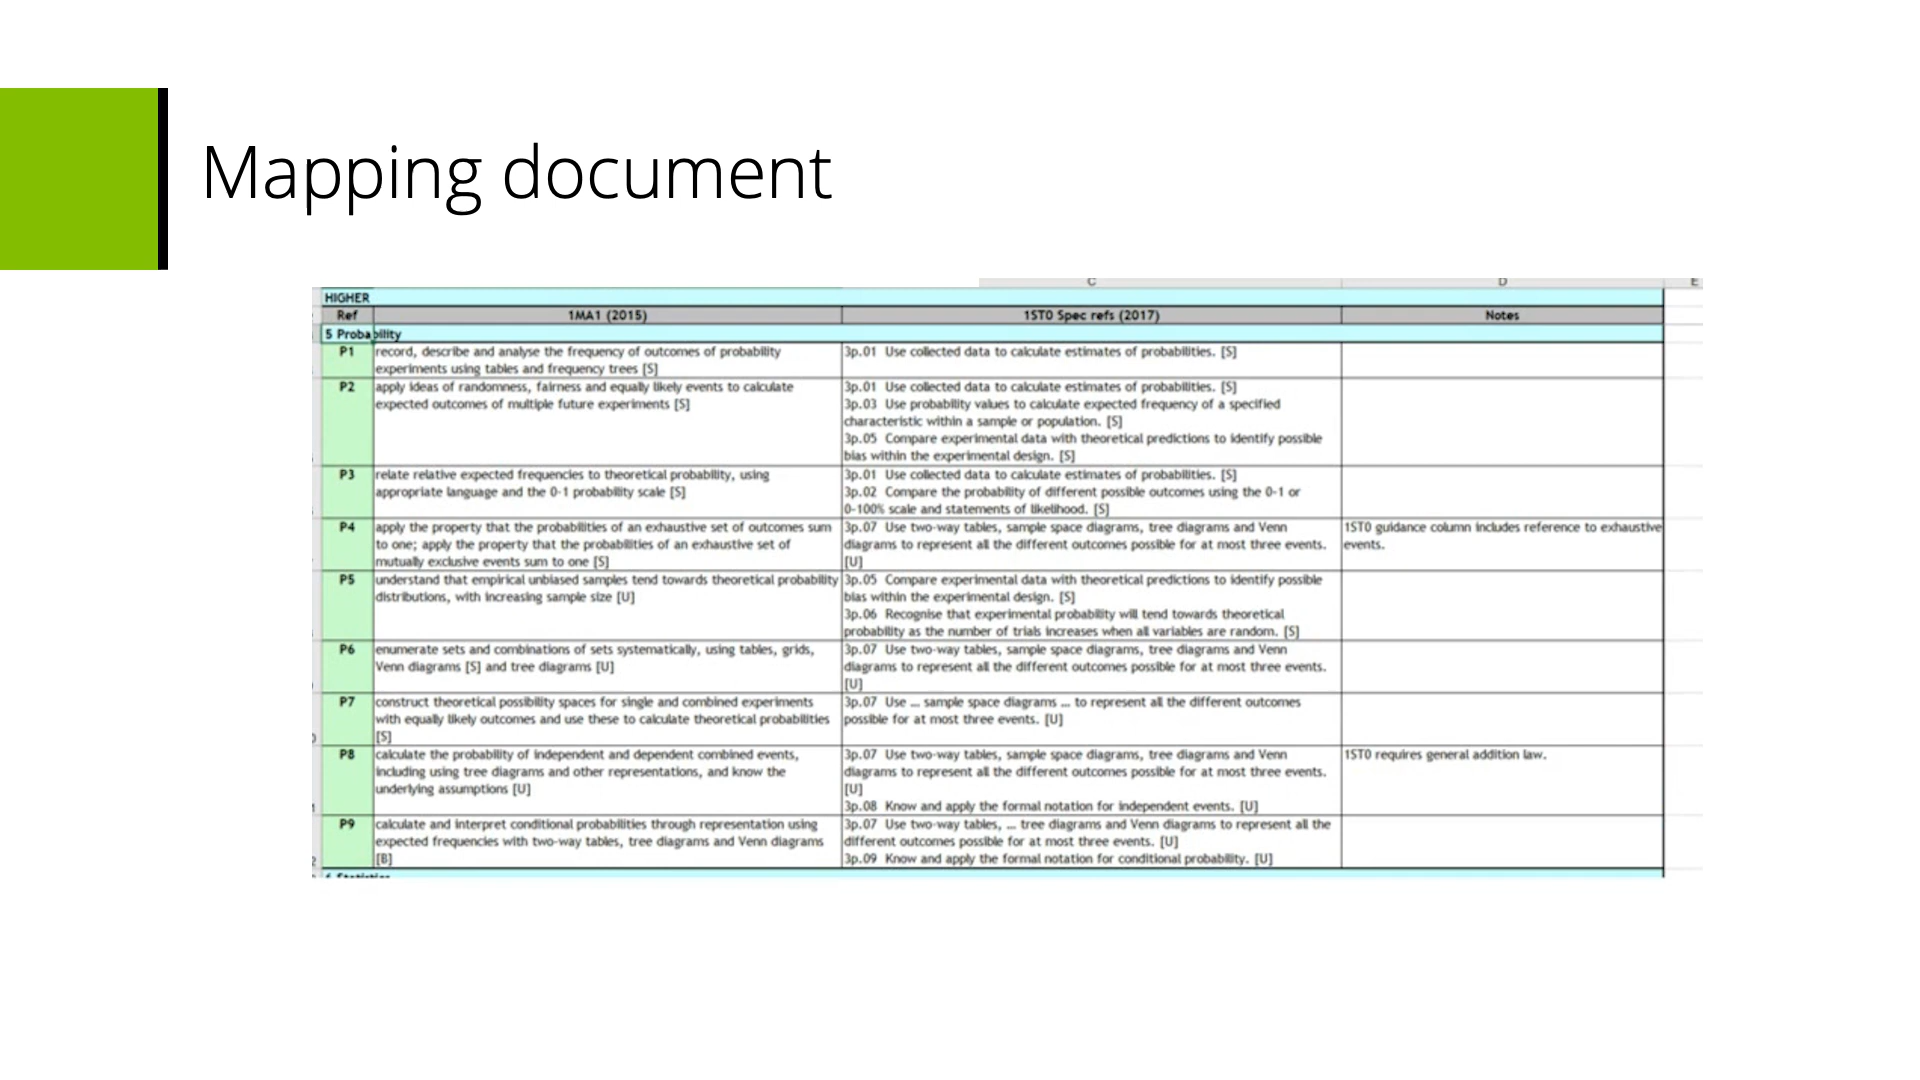 Mapping document
C D E
HIGHER
Ref 1MA1 (2015) 1ST0 Spec refs (2017) Notes
5 Probability
P1 record, describe and analyse the frequency of outcomes of probability 3p.01 Use collected data to calculate estimates of probabilities. [S]
experiments using tables and frequency trees [S]
P2 apply ideas of randomness, fairness and equally likely events to calculate 3p.01 Use collected data to calculate estimates of probabilities. [S]
expected outcomes of multiple future experiments [S] 3p.03 Use probability values to calculate expected frequency of a specified
characteristic within a sample or population. [S]
3p.05 Compare experimental data with theoretical predictions to identify possible
bias within the experimental design. [S]
P3 relate relative expected frequencies to theoretical probability, using 3p.01 Use collected data to calculate estimates of probabilities. [S]
appropriate language and the 0-1 probability scale [S] 3p.02 Compare the probability of different possible outcomes using the 0-1 or
0-100% scale and statements of likelihood. [S]
P4 apply the property that the probabilities of an exhaustive set of outcomes sum 3p.07 Use two-way tables, sample space diagrams, tree diagrams and Venn 1ST0 guidance column includes reference to exhaustive
to one; apply the property that the probabilities of an exhaustive set of diagrams to represent all the different outcomes possible for at most three events. events.
mutually exclusive events sum to one [S] [U]
P5 understand that empirical unbiased samples tend towards theoretical probability 3p.05 Compare experimental data with theoretical predictions to identify possible
distributions, with increasing sample size [U] bias within the experimental design. [S]
3p.06 Recognise that experimental probability will tend towards theoretical
probability as the number of trials increases when all variables are random. [S]
P6 enumerate sets and combinations of sets systematically, using tables, grids, 3p.07 Use two-way tables, sample space diagrams, tree diagrams and Venn
Venn diagrams [S] and tree diagrams [U] diagrams to represent all the different outcomes possible for at most three events.
[U]
P7 construct theoretical possibility spaces for single and combined experiments 3p.07 Use ... sample space diagrams ... to represent all the different outcomes
with equally likely outcomes and use these to calculate theoretical probabilities possible for at most three events. [U]
[S]
P8 calculate the probability of independent and dependent combined events, 3p.07 Use two-way tables, sample space diagrams, tree diagrams and Venn 1ST0 requires general addition law.
including using tree diagrams and other representations, and know the diagrams to represent all the different outcomes possible for at most three events.
underlying assumptions [U] [U]
3p.08 Know and apply the formal notation for independent events. [U]
P9 calculate and interpret conditional probabilities through representation using 3p.07 Use two-way tables, ... tree diagrams and Venn diagrams to represent all the
expected frequencies with two-way tables, tree diagrams and Venn diagrams different outcomes possible for at most three events. [U]
[B] 3p.09 Know and apply the formal notation for conditional probability. [U]
6 Statistics